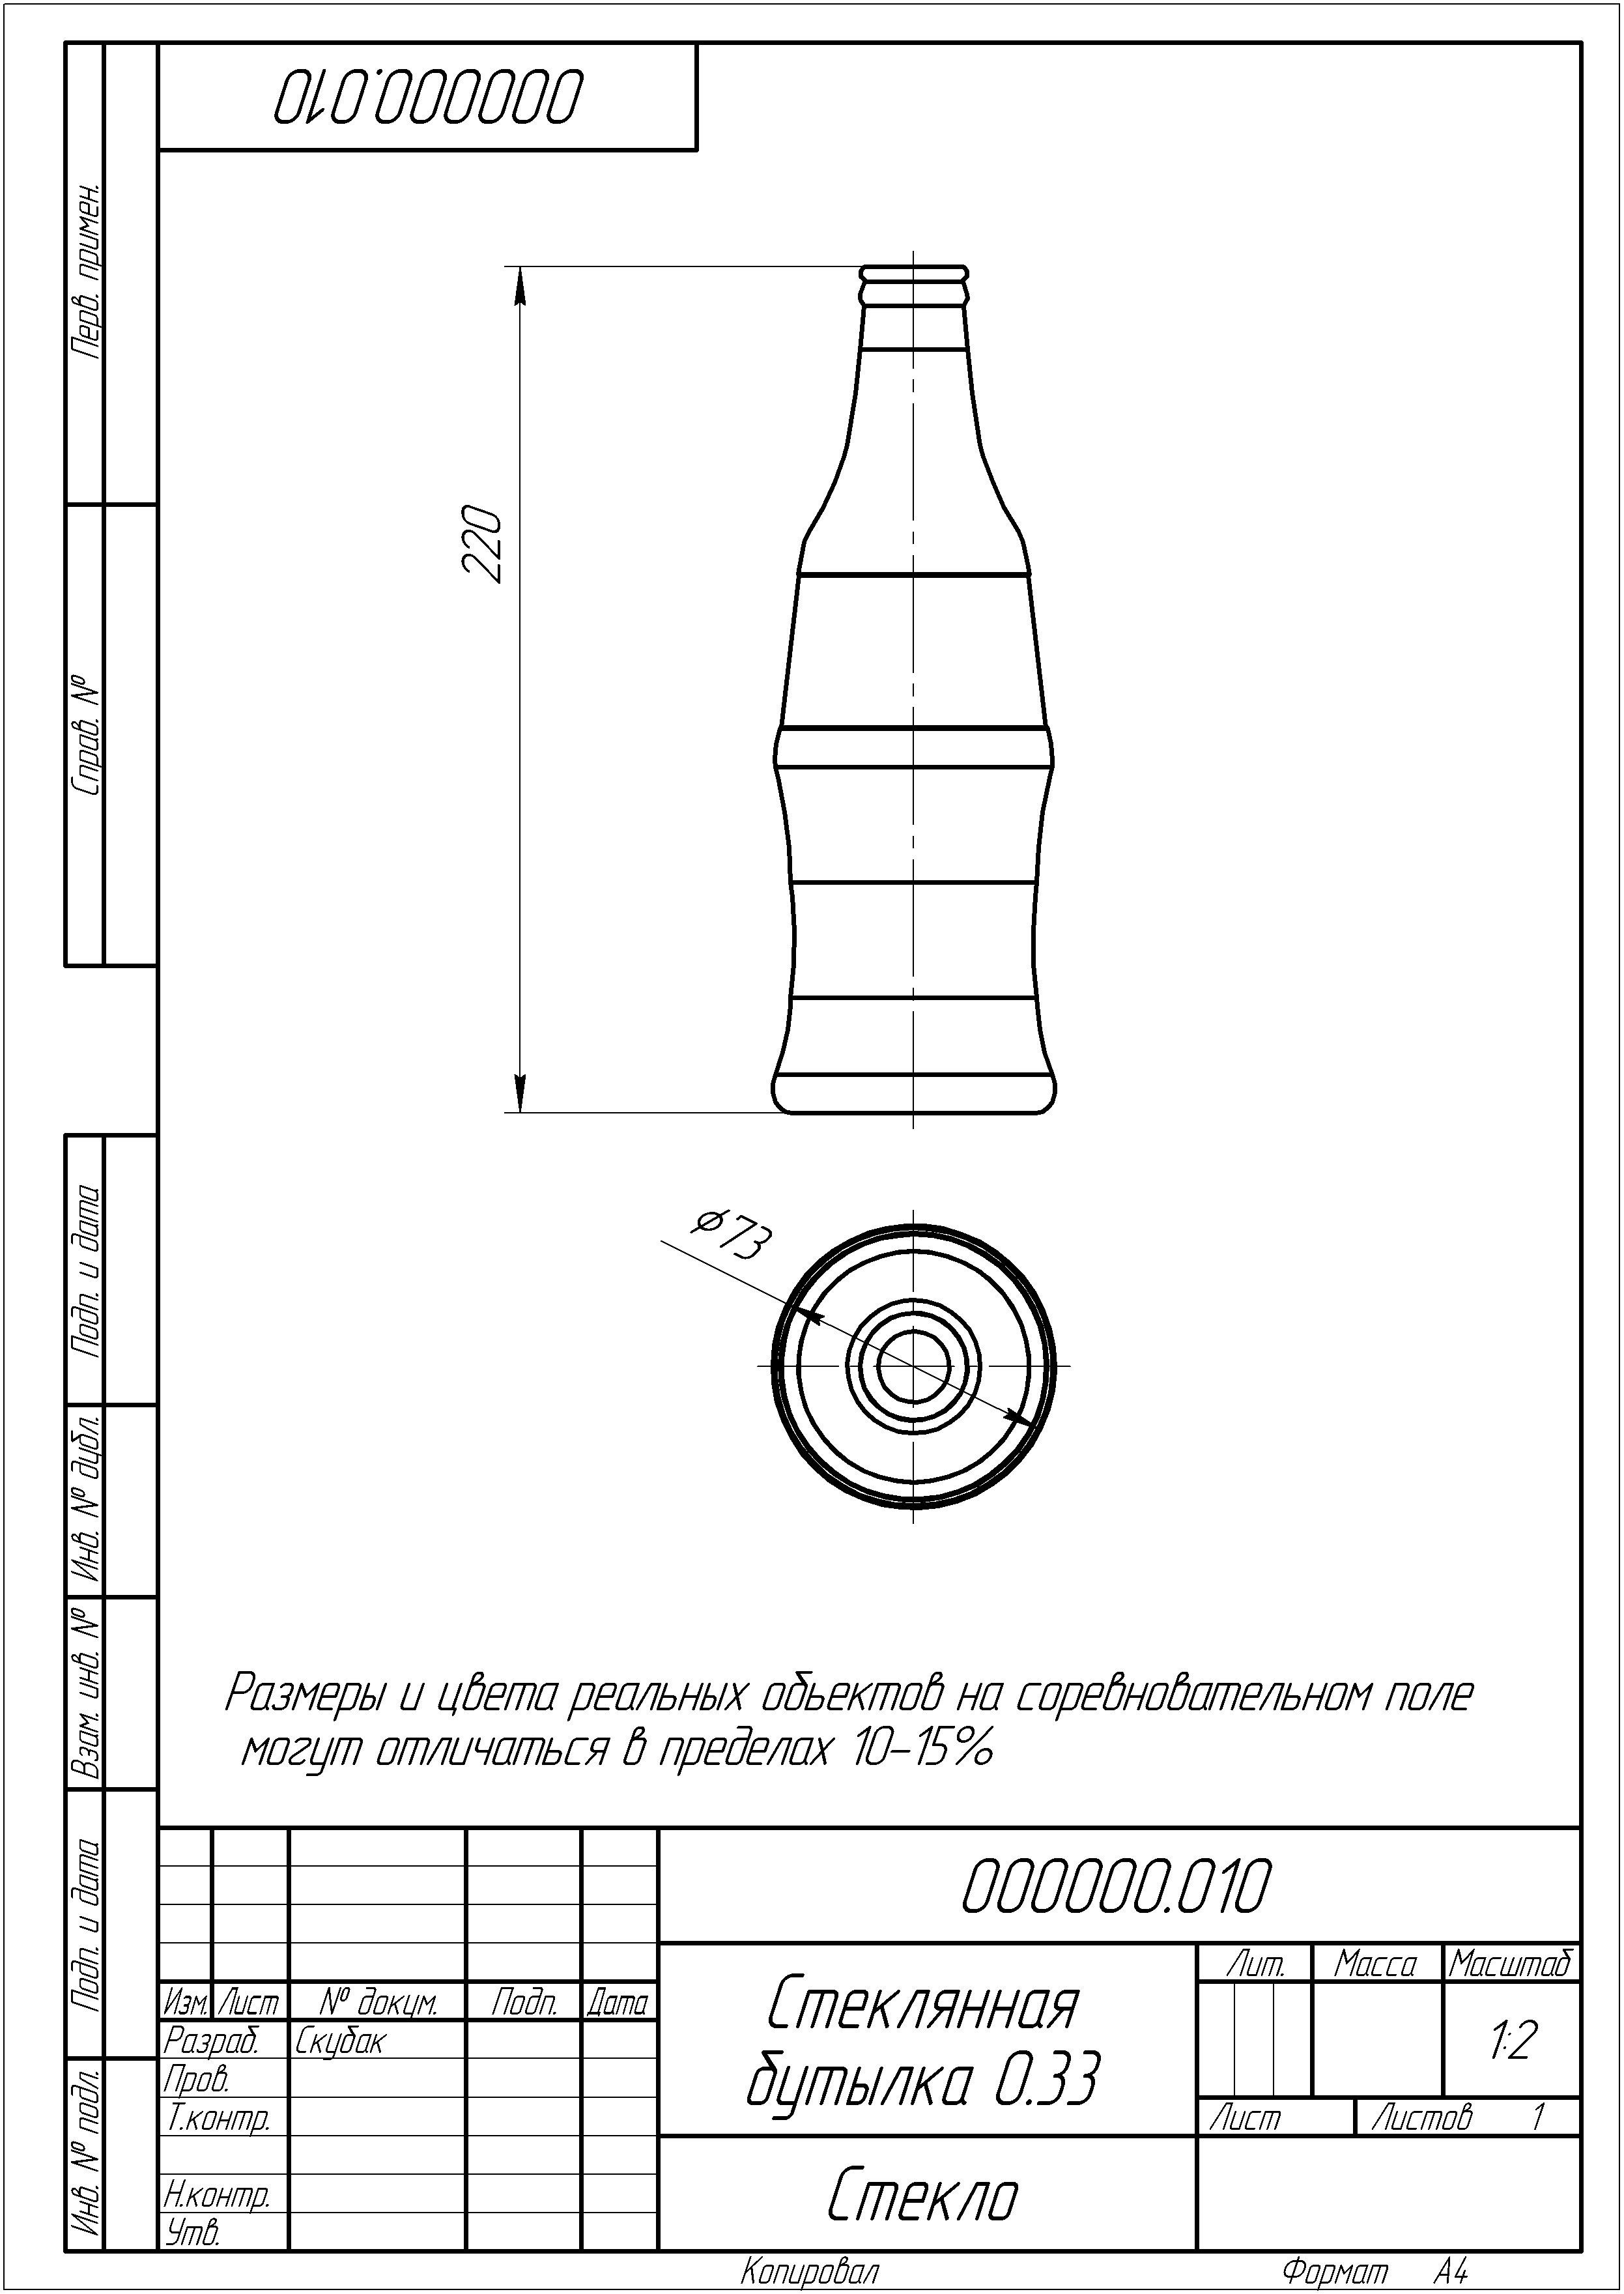 000000.010
Перв. примен.
Справ. №
220
⌀73
Подп. и дата
Инв. № дубл.
Взам. инв. №
Подп. и дата
Инв. № подл.
Размеры и цвета реальных объектов на соревновательном поле
могут отличаться в пределах 10-15%
000000.010
Изм. Лист № докум. Подп. Дата
Разраб. Скубак
Пров.
Т.контр.
Н.контр.
Утв.
Стеклянная
бутылка 0.33
Лит. Масса Масштаб
1:2
Лист Листов 1
Стекло
Копировал Формат А4